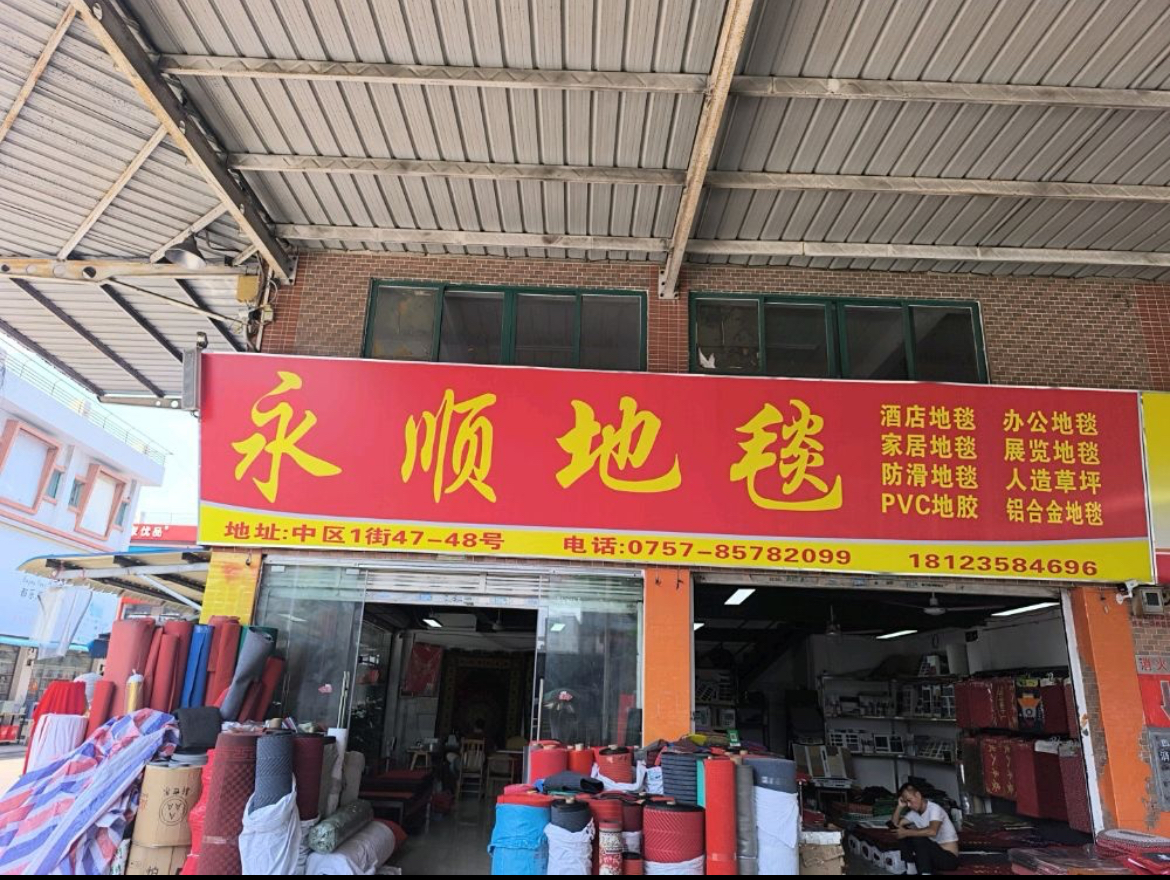 永顺地毯
酒店地毯 办公地毯
家居地毯 展览地毯
防滑地毯 人造草坪
PVC地胶 铝合金地毯
地址:中区1街47-48号 电话:0757-85782099 18123584696
优品